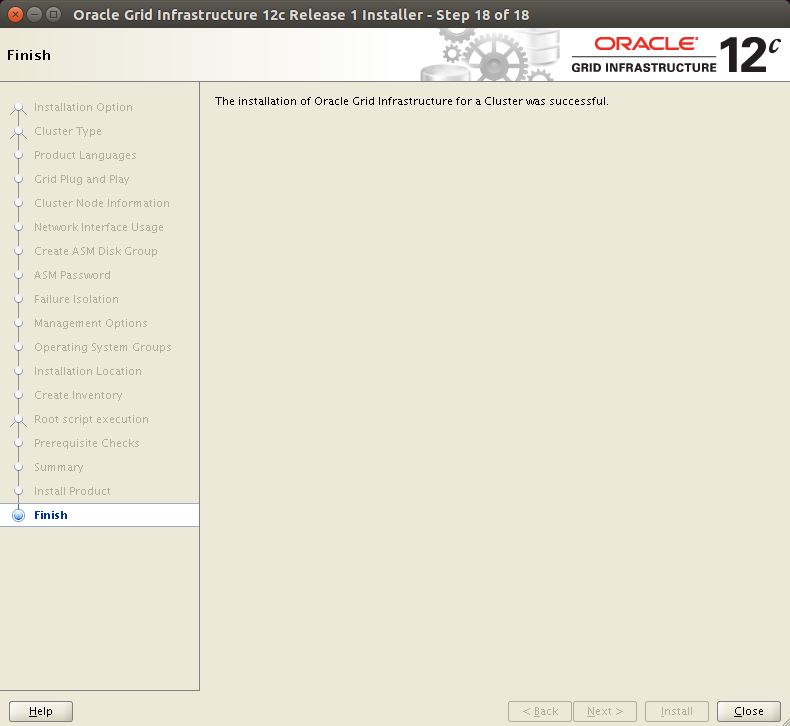 Oracle Grid Infrastructure 12c Release 1 Installer - Step 18 of 18
Finish
ORACLE
GRID INFRASTRUCTURE
12c
Installation Option
Cluster Type
Product Languages
Grid Plug and Play
Cluster Node Information
Network Interface Usage
Create ASM Disk Group
ASM Password
Failure Isolation
Management Options
Operating System Groups
Installation Location
Create Inventory
Root script execution
Prerequisite Checks
Summary
Install Product
Finish
The installation of Oracle Grid Infrastructure for a Cluster was successful.
Help
< Back
Next >
Install
Close